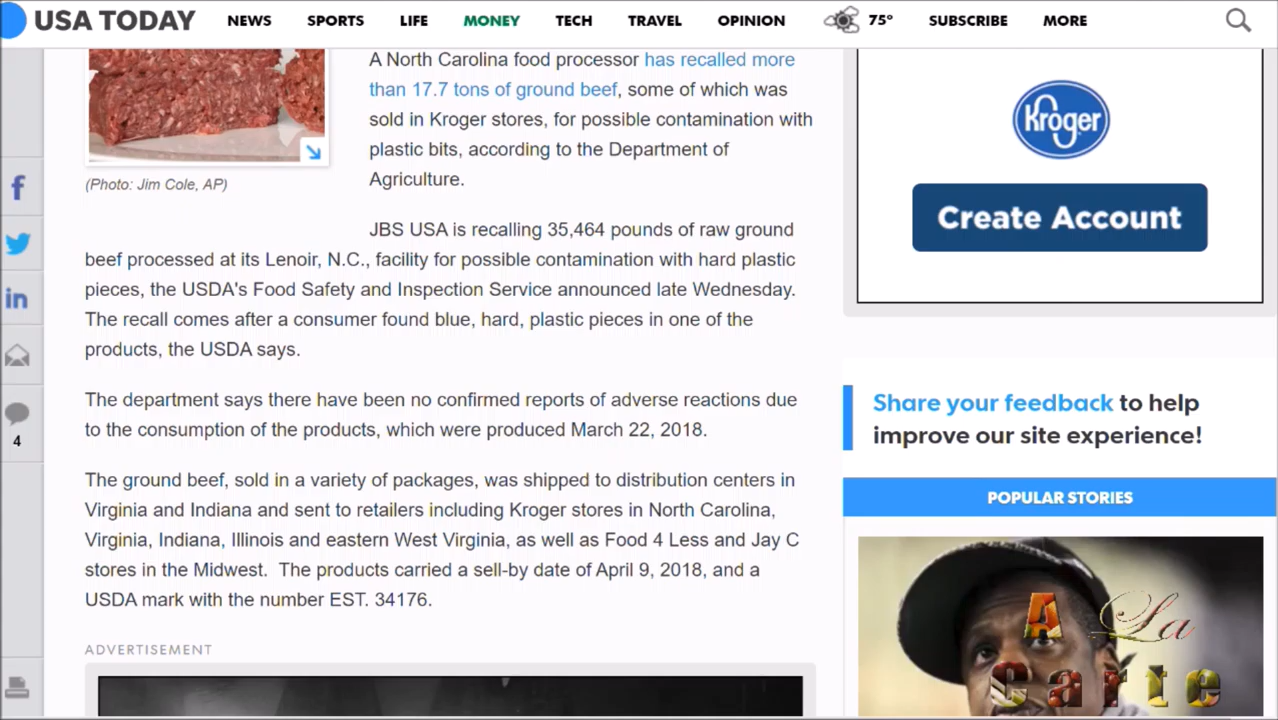 USA TODAY
NEWS SPORTS LIFE MONEY TECH TRAVEL OPINION 75° SUBSCRIBE MORE
A North Carolina food processor has recalled more
than 17.7 tons of ground beef, some of which was
sold in Kroger stores, for possible contamination with
plastic bits, according to the Department of
Agriculture.
(Photo: Jim Cole, AP)
JBS USA is recalling 35,464 pounds of raw ground
beef processed at its Lenoir, N.C., facility for possible contamination with hard plastic
pieces, the USDA's Food Safety and Inspection Service announced late Wednesday.
The recall comes after a consumer found blue, hard, plastic pieces in one of the
products, the USDA says.
The department says there have been no confirmed reports of adverse reactions due
to the consumption of the products, which were produced March 22, 2018.
The ground beef, sold in a variety of packages, was shipped to distribution centers in
Virginia and Indiana and sent to retailers including Kroger stores in North Carolina,
Virginia, Indiana, Illinois and eastern West Virginia, as well as Food 4 Less and Jay C
stores in the Midwest. The products carried a sell-by date of April 9, 2018, and a
USDA mark with the number EST. 34176.
ADVERTISEMENT
f
in
4
Kroger
Create Account
Share your feedback to help
improve our site experience!
POPULAR STORIES
A La
Carte